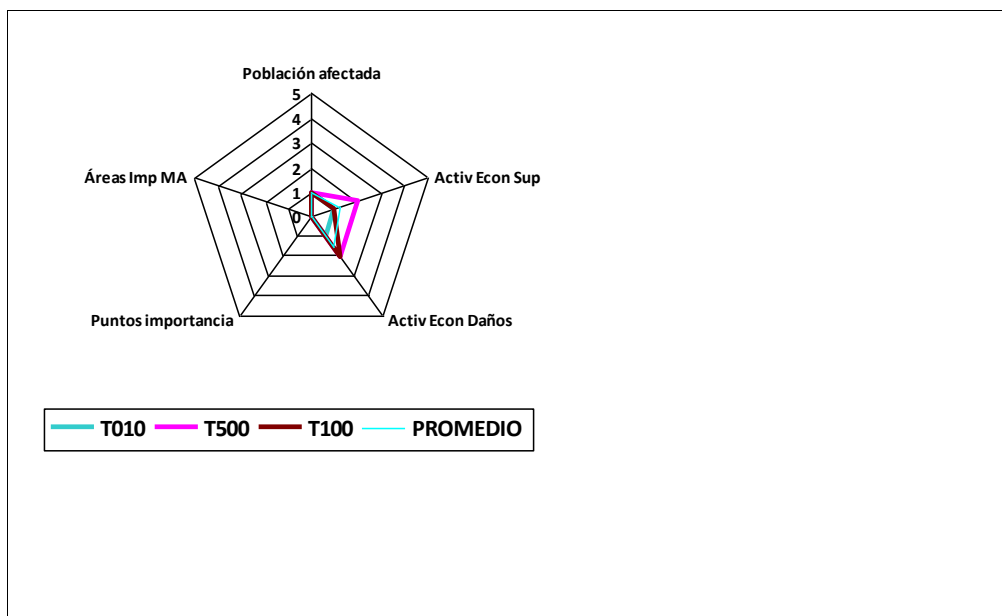 Población afectada
5
4
3
2
1
0
Áreas Imp MA
Activ Econ Sup
Puntos importancia
Activ Econ Daños
T010 T500 T100 PROMEDIO